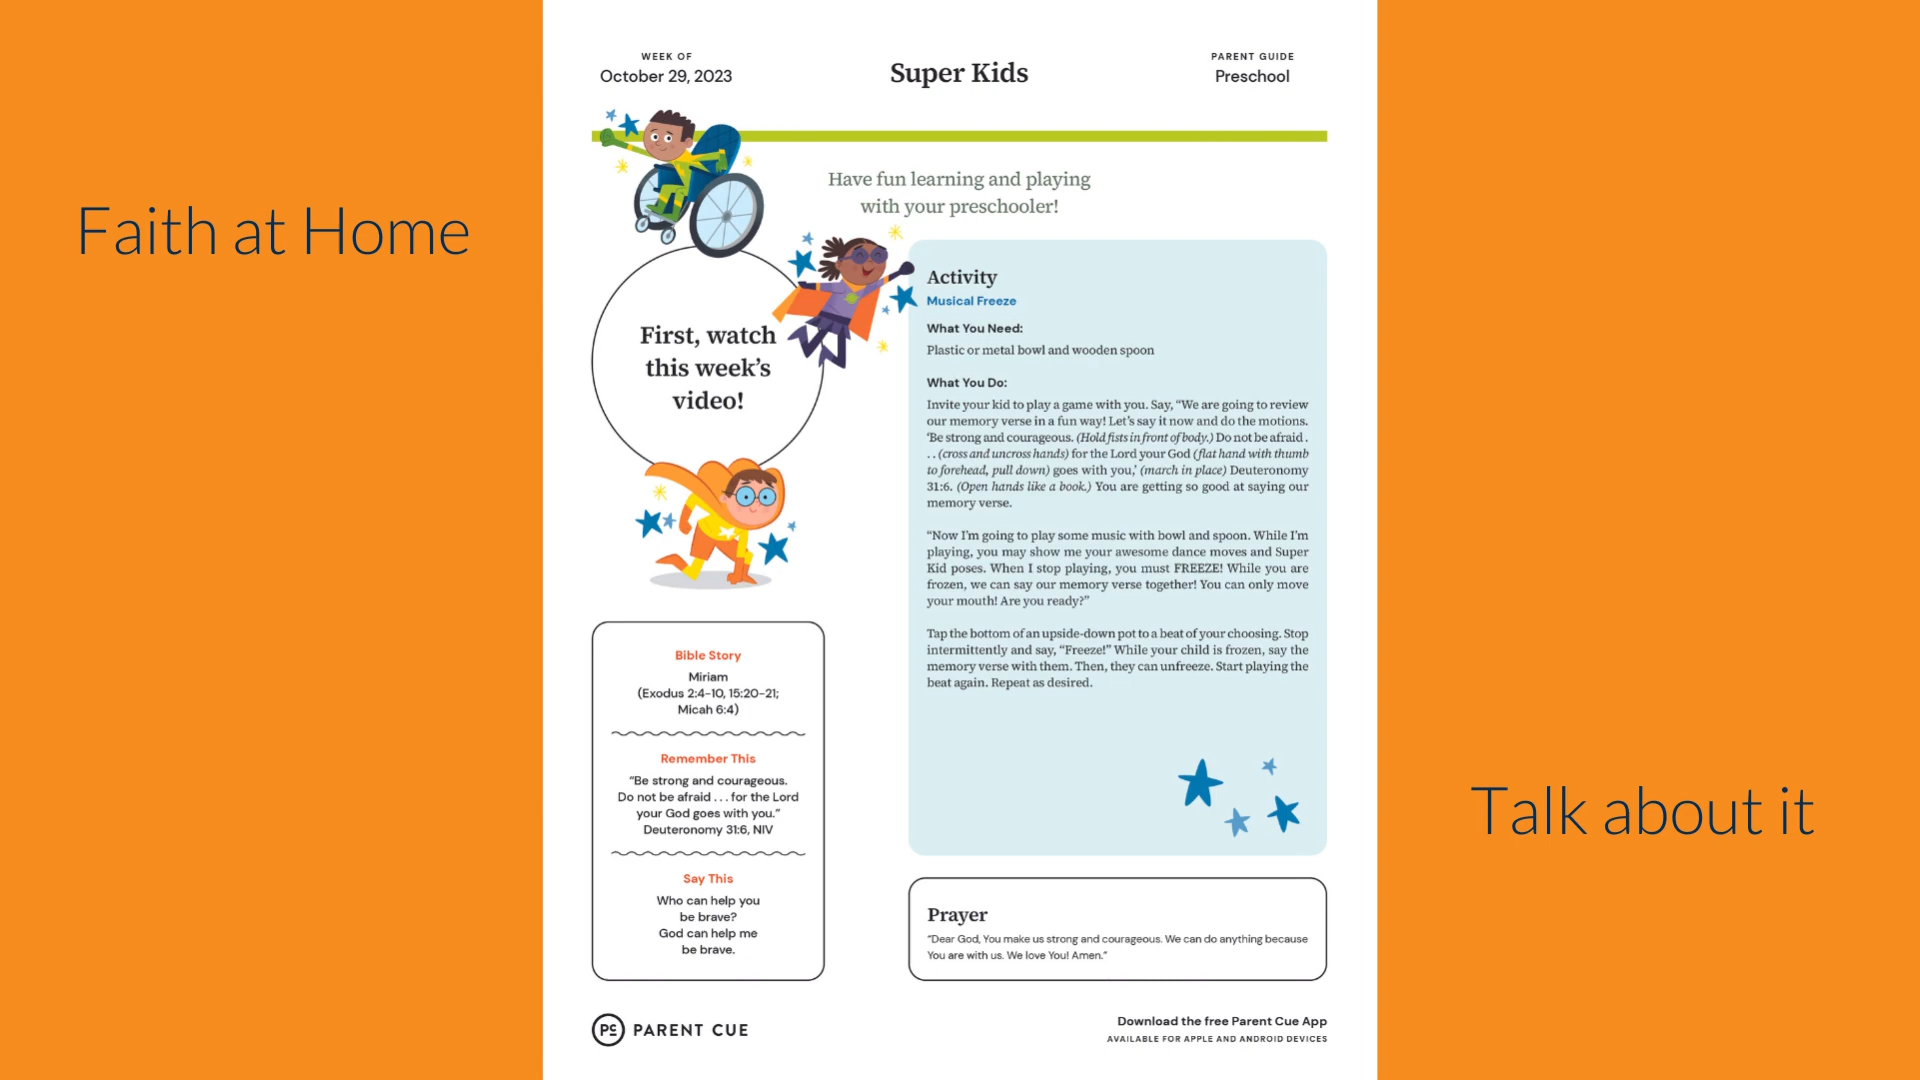 Faith at Home
WEEK OF
October 29, 2023
Super Kids
PARENT GUIDE
Preschool
Have fun learning and playing
with your preschooler!
First, watch
this week's
video!
Bible Story
Miriam
(Exodus 2:4-10, 15:20-21;
Micah 6:4)
Remember This
“Be strong and courageous.
Do not be afraid . . . for the Lord
your God goes with you.”
Deuteronomy 31:6, NIV
Say This
Who can help you
be brave?
God can help me
be brave.
Activity
Musical Freeze
What You Need:
Plastic or metal bowl and wooden spoon
What You Do:
Invite your kid to play a game with you. Say, “We are going to review
our memory verse in a fun way! Let's say it now and do the motions.
‘Be strong and courageous. (Hold fists in front of body.) Do not be afraid .
. . (cross and uncross hands) for the Lord your God (flat hand with thumb
to forehead, pull down) goes with you,’ (march in place) Deuteronomy
31:6. (Open hands like a book.) You are getting so good at saying our
memory verse.
“Now I'm going to play some music with bowl and spoon. While I'm
playing, you may show me your awesome dance moves and Super
Kid poses. When I stop playing, you must FREEZE! While you are
frozen, we can say our memory verse together! You can only move
your mouth! Are you ready?”
Tap the bottom of an upside-down pot to a beat of your choosing. Stop
intermittently and say, “Freeze!” While your child is frozen, say the
memory verse with them. Then, they can unfreeze. Start playing the
beat again. Repeat as desired.
Prayer
“Dear God, You make us strong and courageous. We can do anything because
You are with us. We love You! Amen.”
PC PARENT CUE
Download the free Parent Cue App
AVAILABLE FOR APPLE AND ANDROID DEVICES
Talk about it